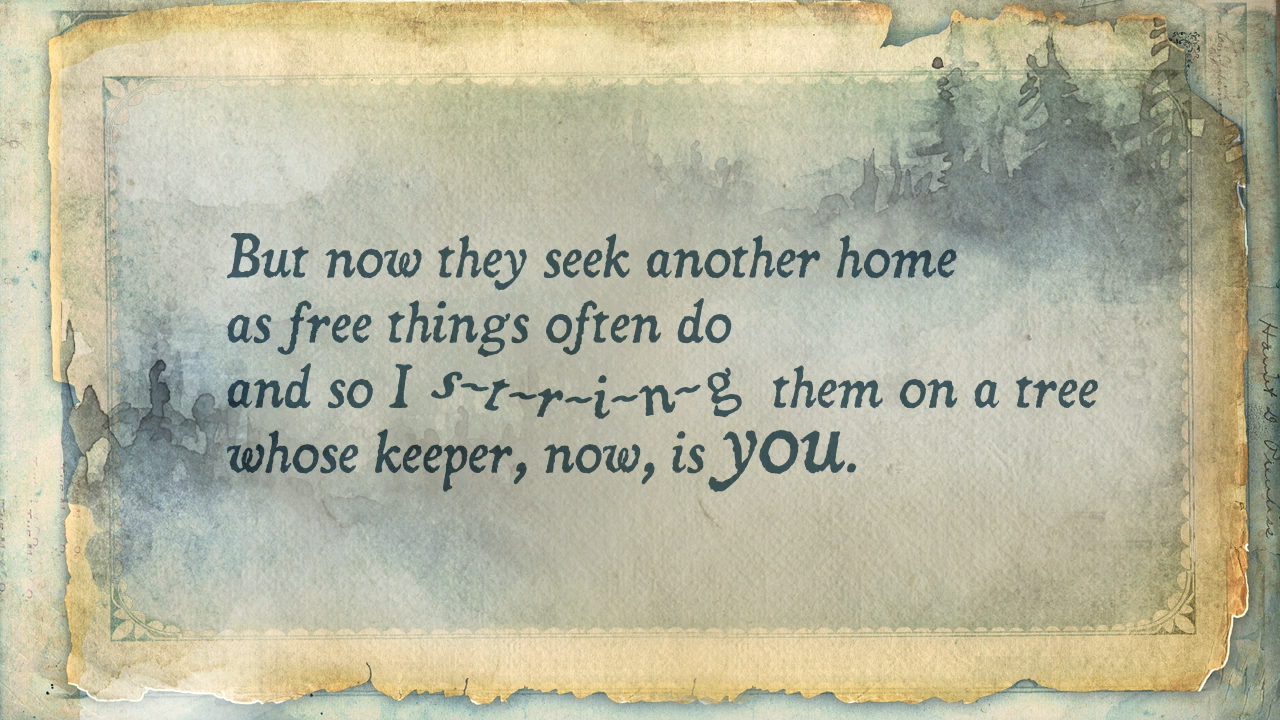 But now they seek another home
as free things often do
and so I s~t~r~i~n~g them on a tree
whose keeper, now, is you.